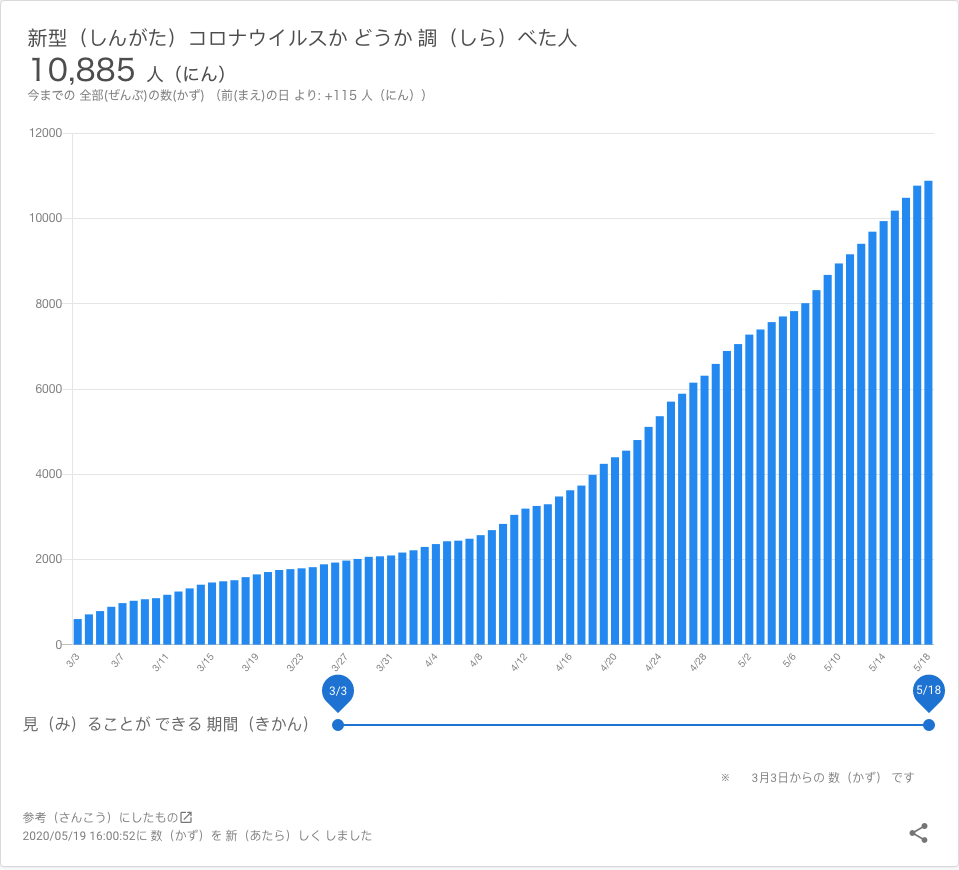 新型（しんがた）コロナウイルスか どうか 調（しら）べた人
10,885 人（にん）
今までの 全部(ぜんぶ)の数(かず) （前(まえ)の日 より: +115 人（にん））
12000
10000
8000
6000
4000
2000
0
3/3 3/7 3/11 3/15 3/19 3/23 3/27 3/31 4/4 4/8 4/12 4/16 4/20 4/24 4/28 5/2 5/6 5/10 5/14 5/18
3/3 5/18
見（み）ることが できる 期間（きかん）
※ 3月3日からの 数（かず） です
参考（さんこう）にしたもの
2020/05/19 16:00:52に 数（かず）を 新（あたら）しく しました